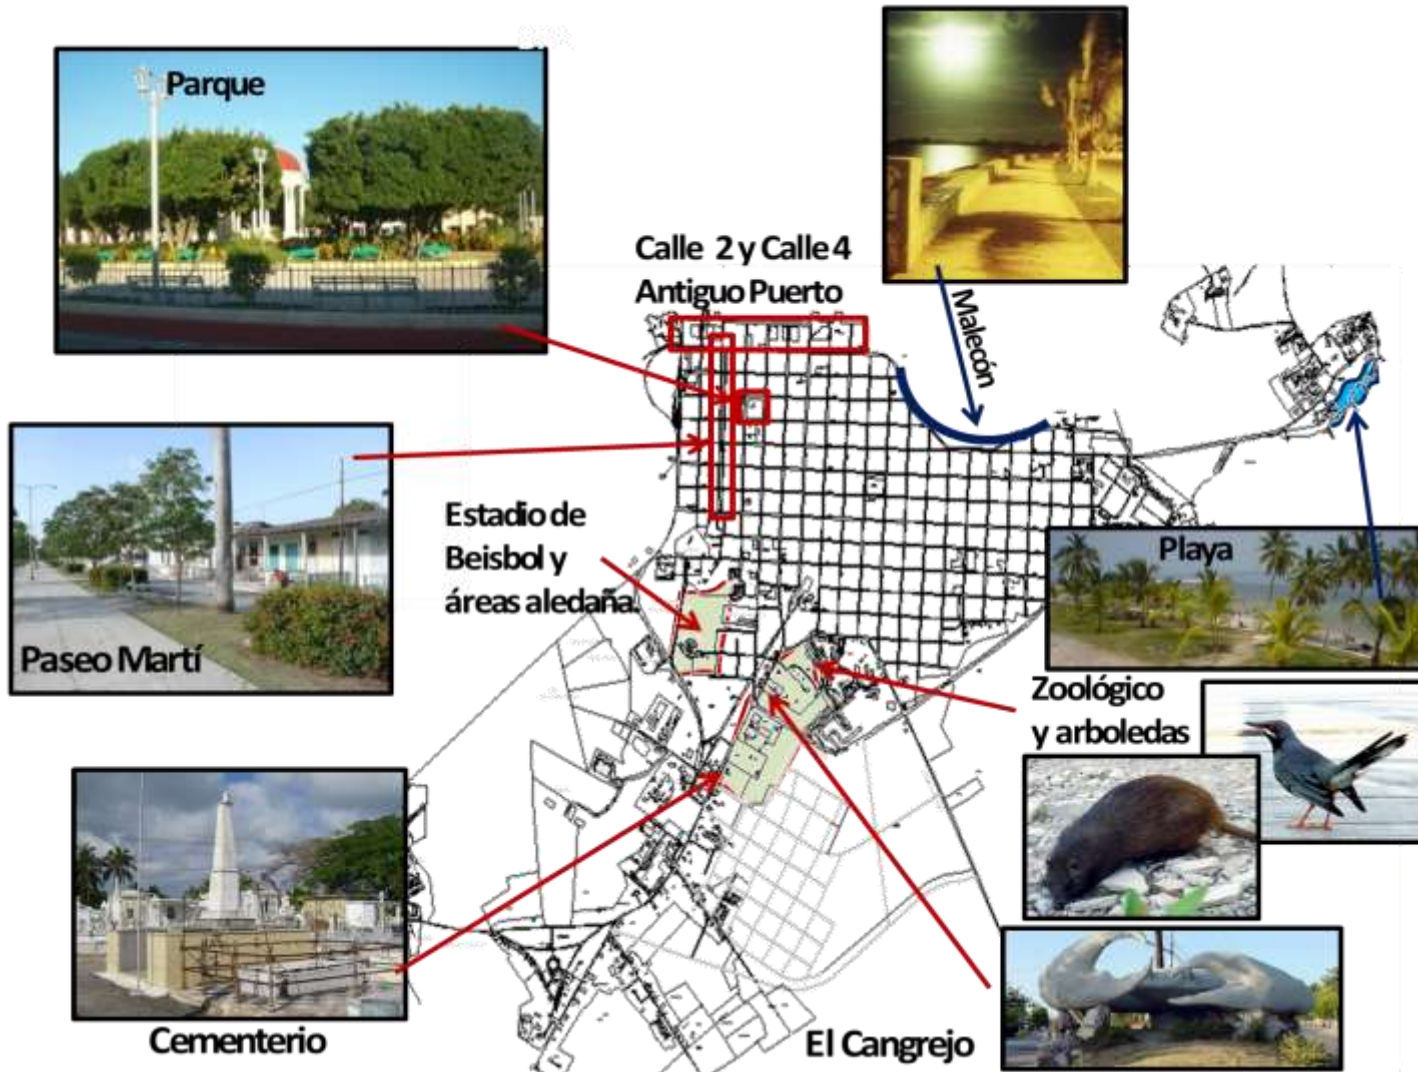 Parque
Calle 2 y Calle 4
Antiguo Puerto
Malecón
Estadio de
Beisbol y
áreas aledaña.
Playa
Paseo Martí
Zoológico
y arboledas
Cementerio
El Cangrejo